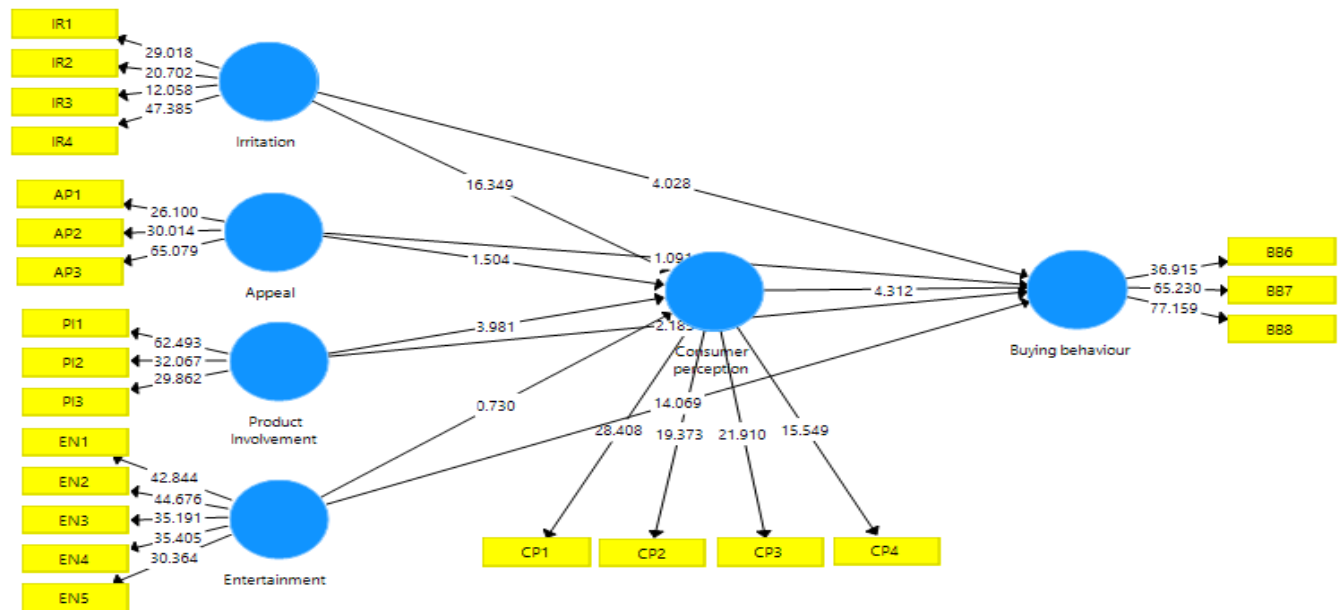 IR1
29.018
IR2
20.702
12.058
IR3
47.385
IR4
Irritation
AP1
26.100
AP2
30.014
65.079
AP3
Appeal
PI1
62.493
PI2
32.067
29.862
PI3
Product
Involvement
EN1
42.844
EN2
44.676
EN3
35.191
35.405
EN4
30.364
EN5
Entertainment
16.349
4.028
1.091
1.504
4.312
3.981
2.185
0.730
14.069
Consumer
perception
28.408
19.373
21.910
15.549
CP1
CP2
CP3
CP4
Buying behaviour
36.915
BB6
65.230
BB7
77.159
BB8